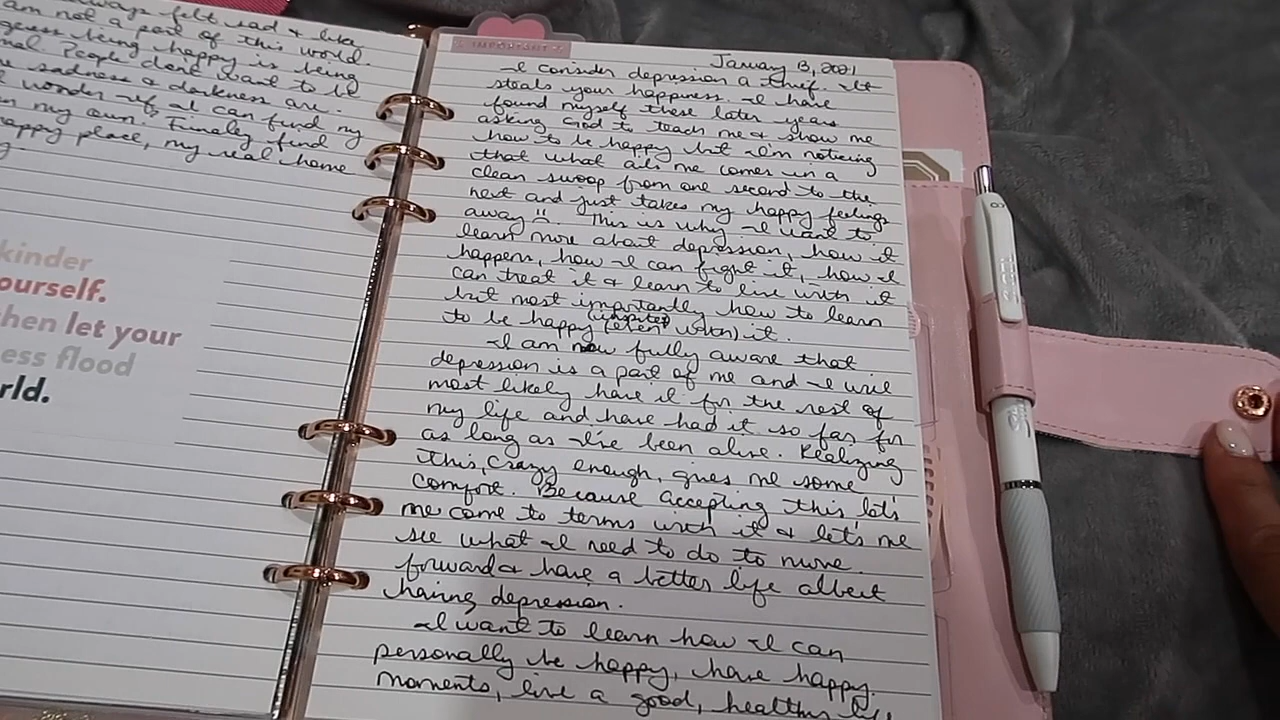 always felt sad & like
am not a part of this world.
guess being happy is being
People dont want to be
sadness & darkness are.
wonder if I can find my
my own. Finaley find
happy place, my real home
kinder
ourself.
then let your
ess flood
rld.
IMPORTANT
January 13, 2021
I consider depression a thief. It
steals your happiness. I have
found myself these later years
asking God to teach me & show me
how to be happy but I'm noticing
that what ails me comes in a
clean swoop from one second to the
next and just takes my happy feelings
away!! This is why I want to
learn more about depression, how it
happens, how I can fight it, how I
can treat it & learn to live with it
but most importantly how to learn
to be happy (even with) it.
I am now fully aware that
depression is a part of me and I will
most likely have it for the rest of
my life and have had it so far for
as long as I've been alive. Realizing
this, crazy enough, gives me some
comfort. Because accepting this let's
me come to terms with it & let's me
see what I need to do to move
forward & have a better life albeit
having depression.
I want to learn how I can
personally be happy, have happy
moments, live a good, healthy life